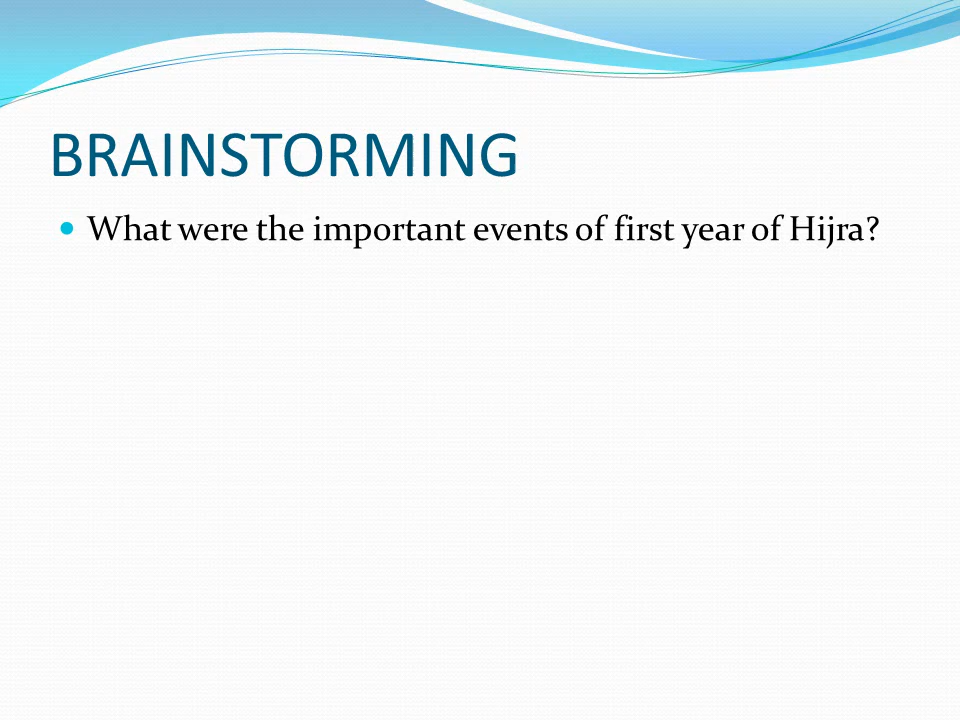 BRAINSTORMING
What were the important events of first year of Hijra?